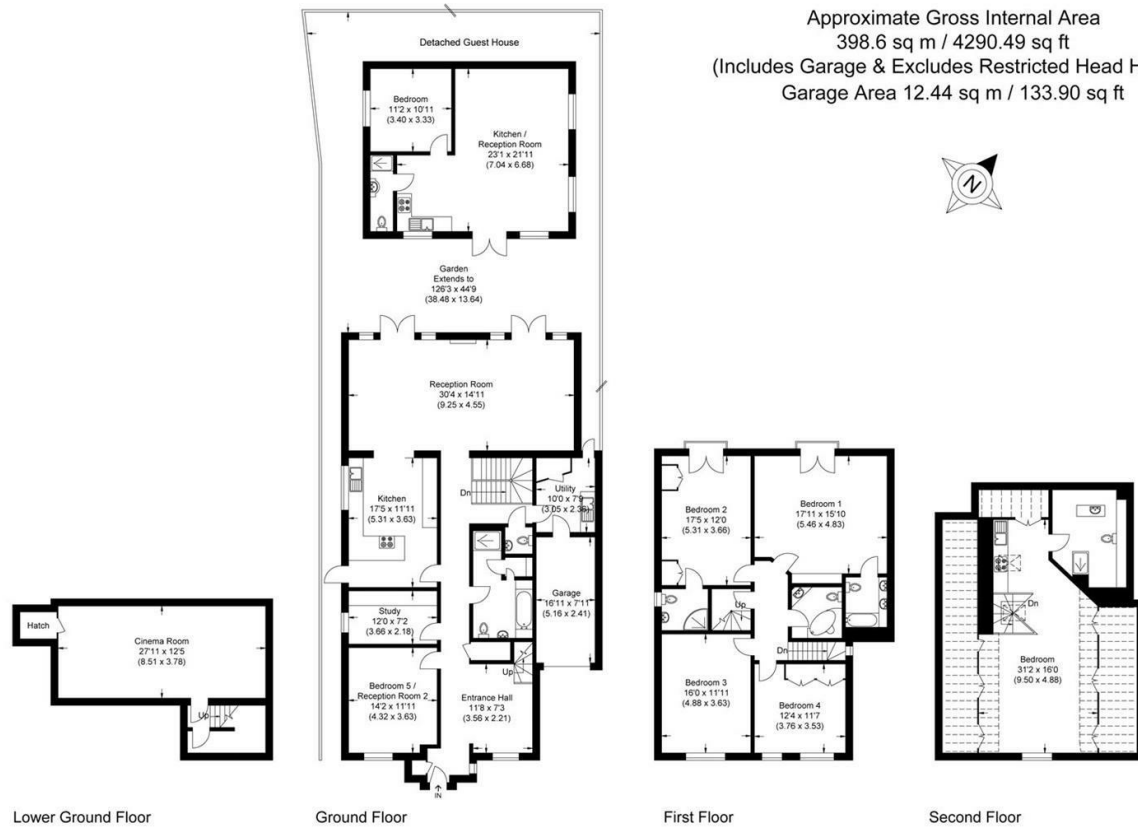 Approximate Gross Internal Area
398.6 sq m / 4290.49 sq ft
(Includes Garage & Excludes Restricted Head H
Garage Area 12.44 sq m / 133.90 sq ft
N
Detached Guest House
Bedroom
11'2 x 10'11
(3.40 x 3.33)
Kitchen /
Reception Room
23'1 x 21'11
(7.04 x 6.68)
Garden
Extends to
126'3 x 44'9
(38.48 x 13.64)
Reception Room
30'4 x 14'11
(9.25 x 4.55)
Kitchen
17'5 x 11'11
(5.31 x 3.63)
Dn
Utility
10'0 x 7'9
(3.05 x 2.36)
Garage
16'11 x 7'11
(5.16 x 2.41)
Study
12'0 x 7'2
(3.66 x 2.18)
Bedroom 5 /
Reception Room 2
14'2 x 11'11
(4.32 x 3.63)
Up
Entrance Hall
11'8 x 7'3
(3.56 x 2.21)
IN
Hatch
Cinema Room
27'11 x 12'5
(8.51 x 3.78)
Up
Bedroom 2
17'5 x 12'0
(5.31 x 3.66)
Bedroom 1
17'11 x 15'10
(5.46 x 4.83)
Up
Dn
Bedroom 3
16'0 x 11'11
(4.88 x 3.63)
Bedroom 4
12'4 x 11'7
(3.76 x 3.53)
Dn
Bedroom
31'2 x 16'0
(9.50 x 4.88)
Lower Ground Floor
Ground Floor
First Floor
Second Floor